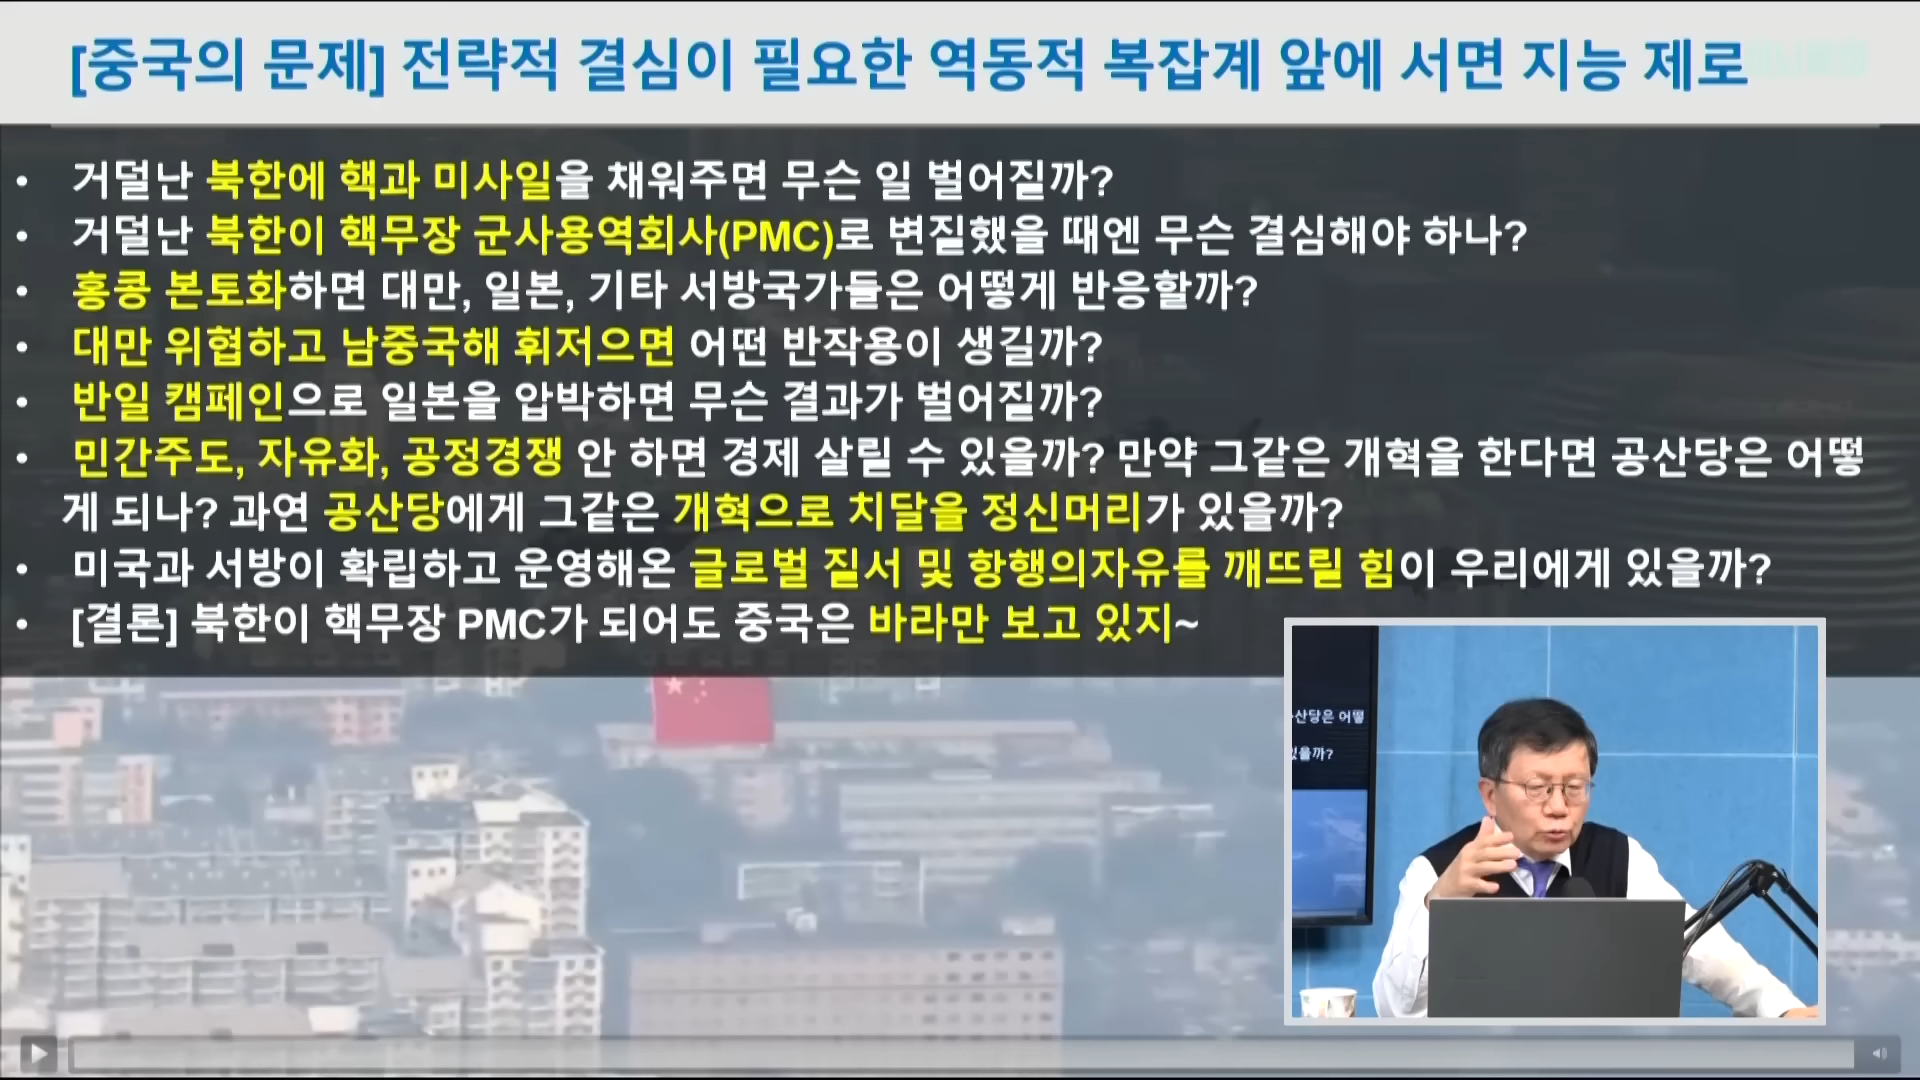 [중국의 문제] 전략적 결심이 필요한 역동적 복잡계 앞에 서면 지능 제로
• 거덜난 북한에 핵과 미사일을 채워주면 무슨 일 벌어질까?
• 거덜난 북한이 핵무장 군사용역회사(PMC)로 변질했을 때엔 무슨 결심해야 하나?
• 홍콩 본토화하면 대만, 일본, 기타 서방국가들은 어떻게 반응할까?
• 대만 위협하고 남중국해 휘저으면 어떤 반작용이 생길까?
• 반일 캠페인으로 일본을 압박하면 무슨 결과가 벌어질까?
• 민간주도, 자유화, 공정경쟁 안 하면 경제 살릴 수 있을까? 만약 그같은 개혁을 한다면 공산당은 어떻
게 되나? 과연 공산당에게 그같은 개혁으로 치달을 정신머리가 있을까?
• 미국과 서방이 확립하고 운영해온 글로벌 질서 및 항행의자유를 깨뜨릴 힘이 우리에게 있을까?
• [결론] 북한이 핵무장 PMC가 되어도 중국은 바라만 보고 있지~
산당은 어떻
있을까?